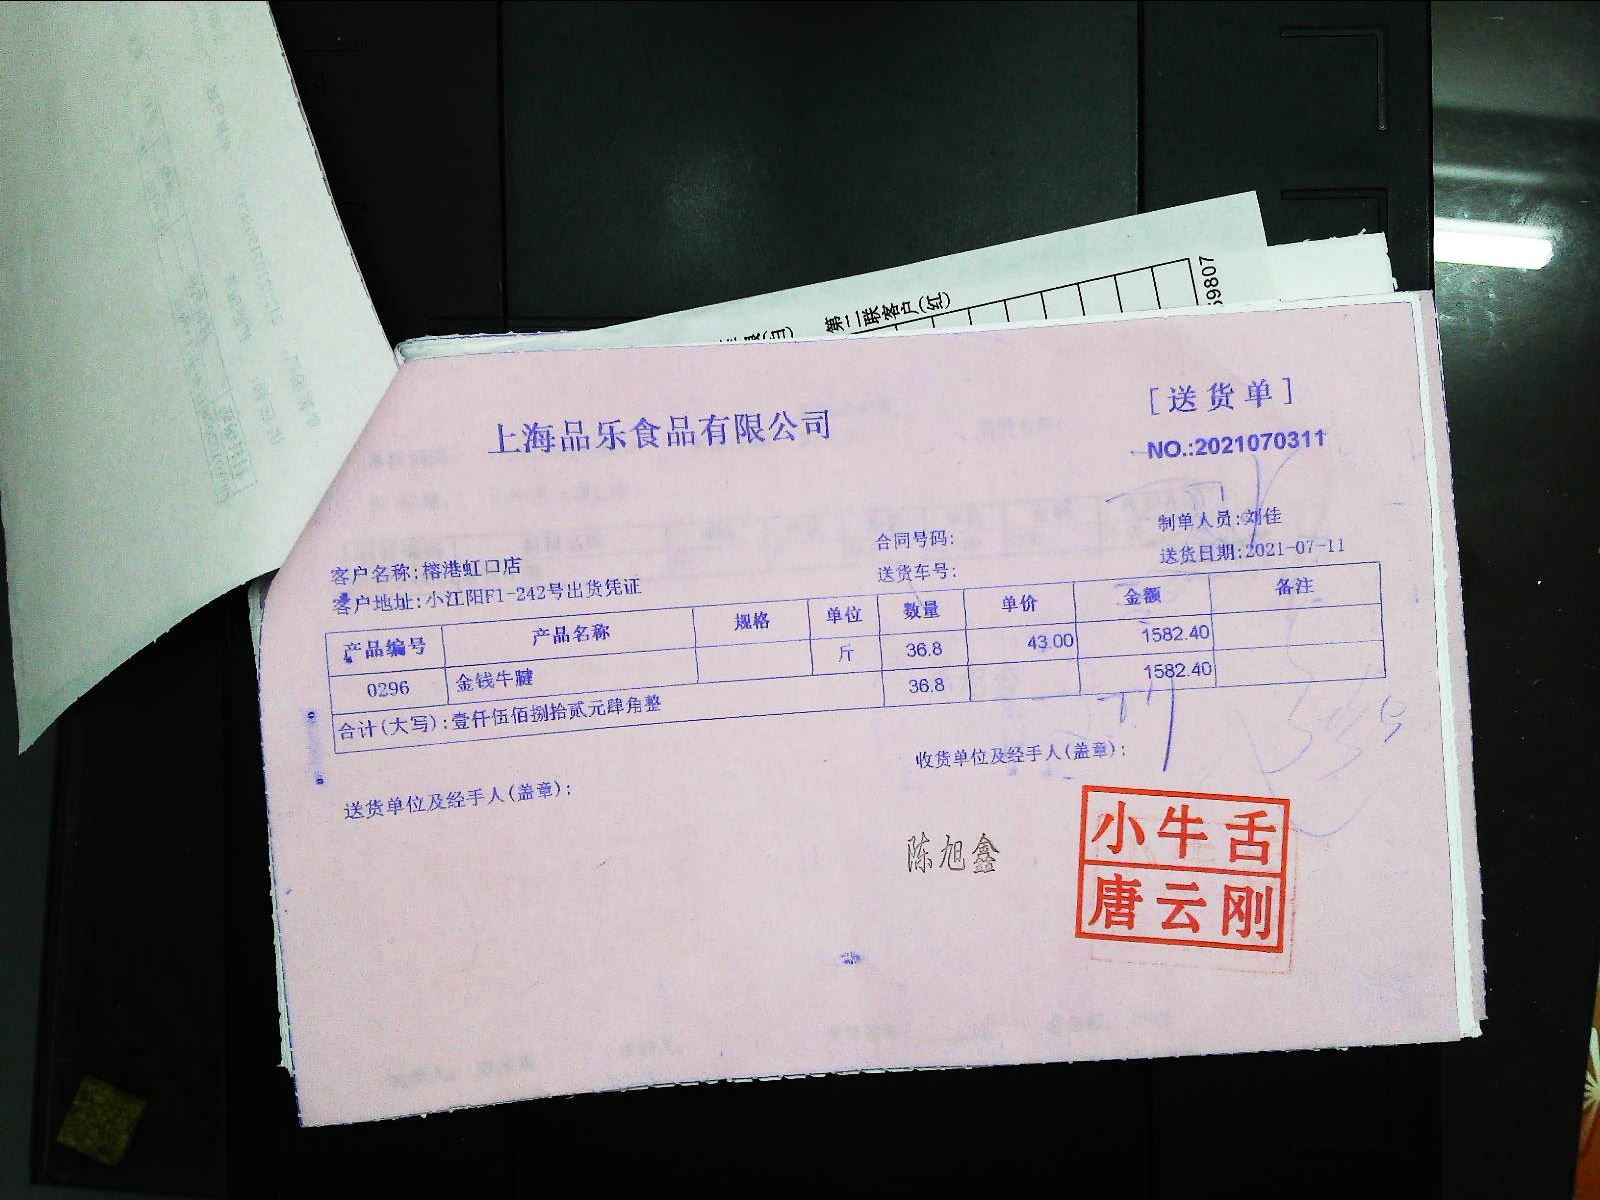 第二联客户(红)
59807
上海品乐食品有限公司
[送货单]
NO.:2021070311
制单人员:刘佳
合同号码:
送货日期:2021-07-11
送货车号:
客户名称:榕港虹口店
客户地址:小江阳F1-242号出货凭证
产品编号 产品名称 规格 单位 数量 单价 金额 备注
0296 金钱牛腱 斤 36.8 43.00 1582.40
合计(大写):壹仟伍佰捌拾贰元肆角整 36.8 1582.40
收货单位及经手人(盖章):
送货单位及经手人(盖章):
陈旭鑫
小牛舌
唐云刚